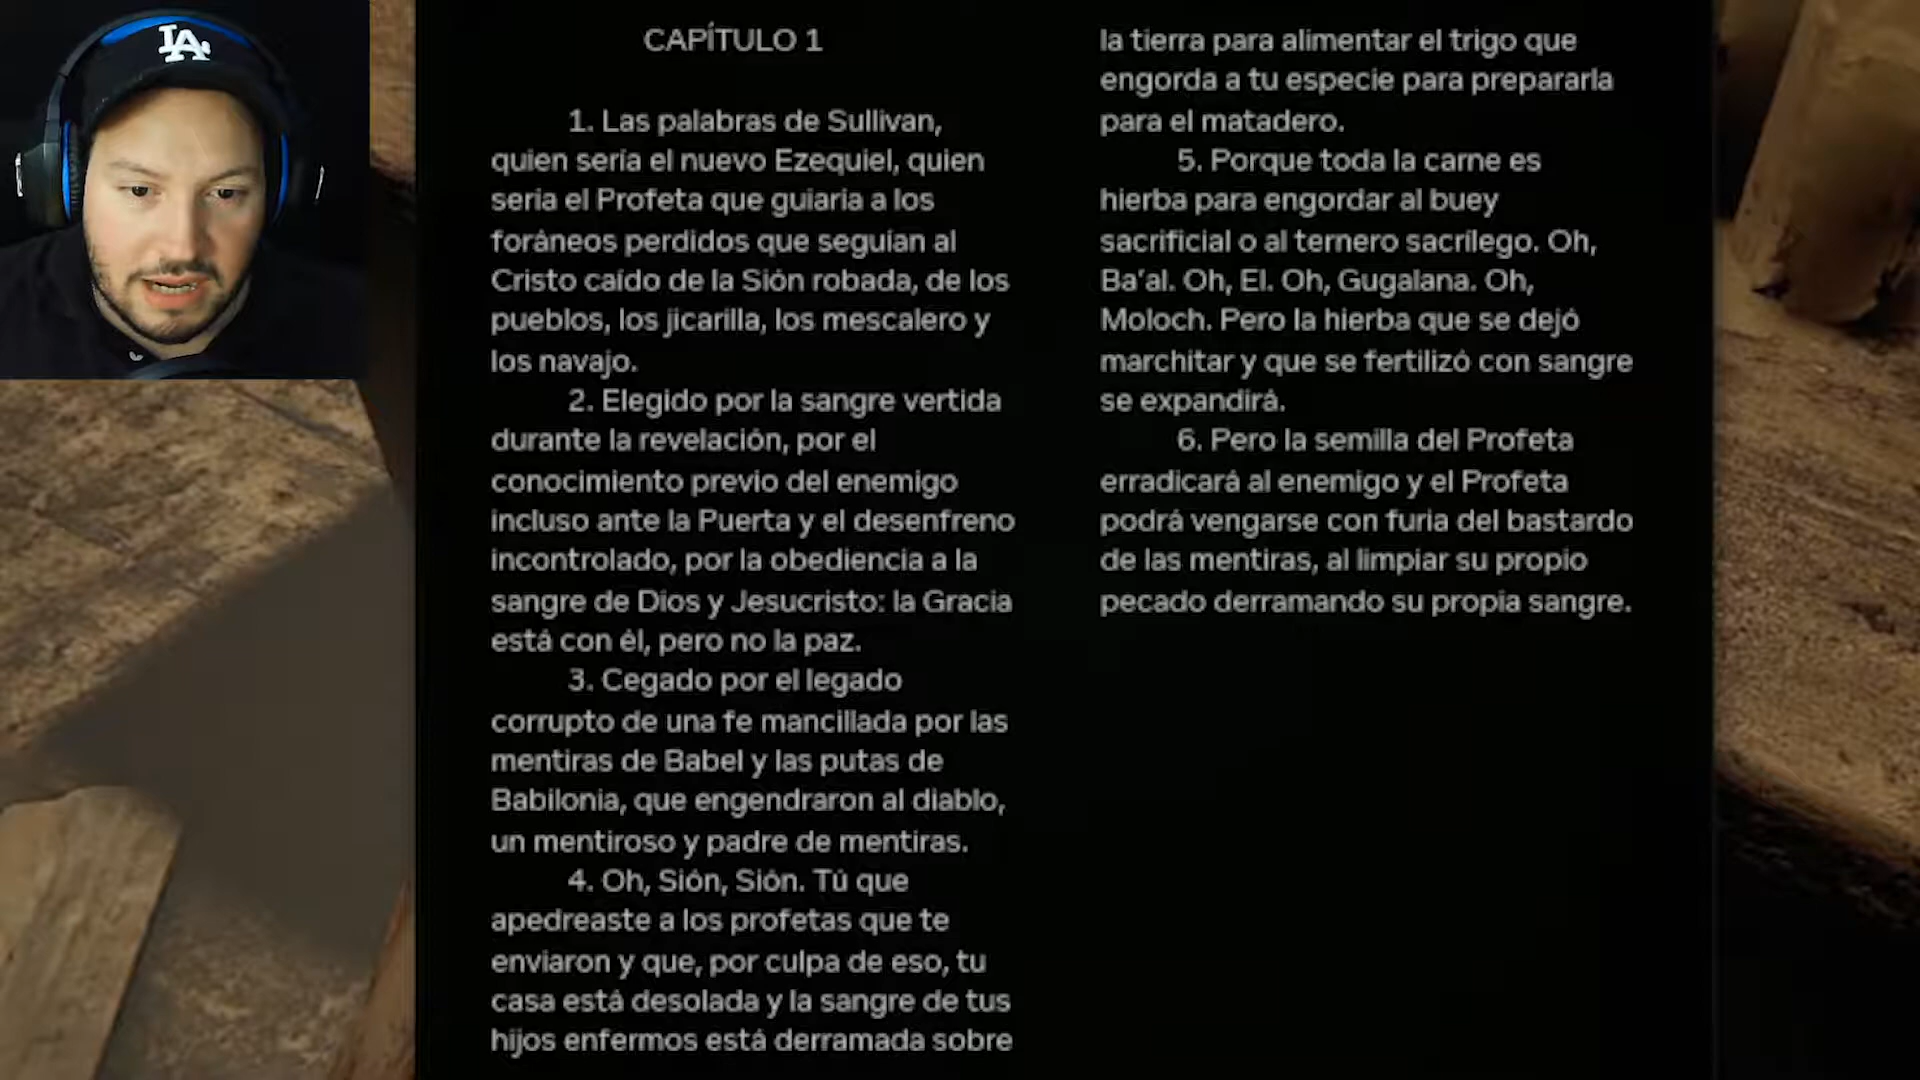 LA
CAPÍTULO 1
1. Las palabras de Sullivan,
quien sería el nuevo Ezequiel, quien
sería el Profeta que guiaría a los
foráneos perdidos que seguían al
Cristo caído de la Sión robada, de los
pueblos, los jicarilla, los mescalero y
los navajo.
2. Elegido por la sangre vertida
durante la revelación, por el
conocimiento previo del enemigo
incluso ante la Puerta y el desenfreno
incontrolado, por la obediencia a la
sangre de Dios y Jesucristo: la Gracia
está con él, pero no la paz.
3. Cegado por el legado
corrupto de una fe mancillada por las
mentiras de Babel y las putas de
Babilonia, que engendraron al diablo,
un mentiroso y padre de mentiras.
4. Oh, Sión, Sión. Tú que
apedreaste a los profetas que te
enviaron y que, por culpa de eso, tu
casa está desolada y la sangre de tus
hijos enfermos está derramada sobre
la tierra para alimentar el trigo que
engorda a tu especie para prepararla
para el matadero.
5. Porque toda la carne es
hierba para engordar al buey
sacrificial o al ternero sacrílego. Oh,
Ba'al. Oh, El. Oh, Gugalana. Oh,
Moloch. Pero la hierba que se dejó
marchitar y que se fertilizó con sangre
se expandirá.
6. Pero la semilla del Profeta
erradicará al enemigo y el Profeta
podrá vengarse con furia del bastardo
de las mentiras, al limpiar su propio
pecado derramando su propia sangre.